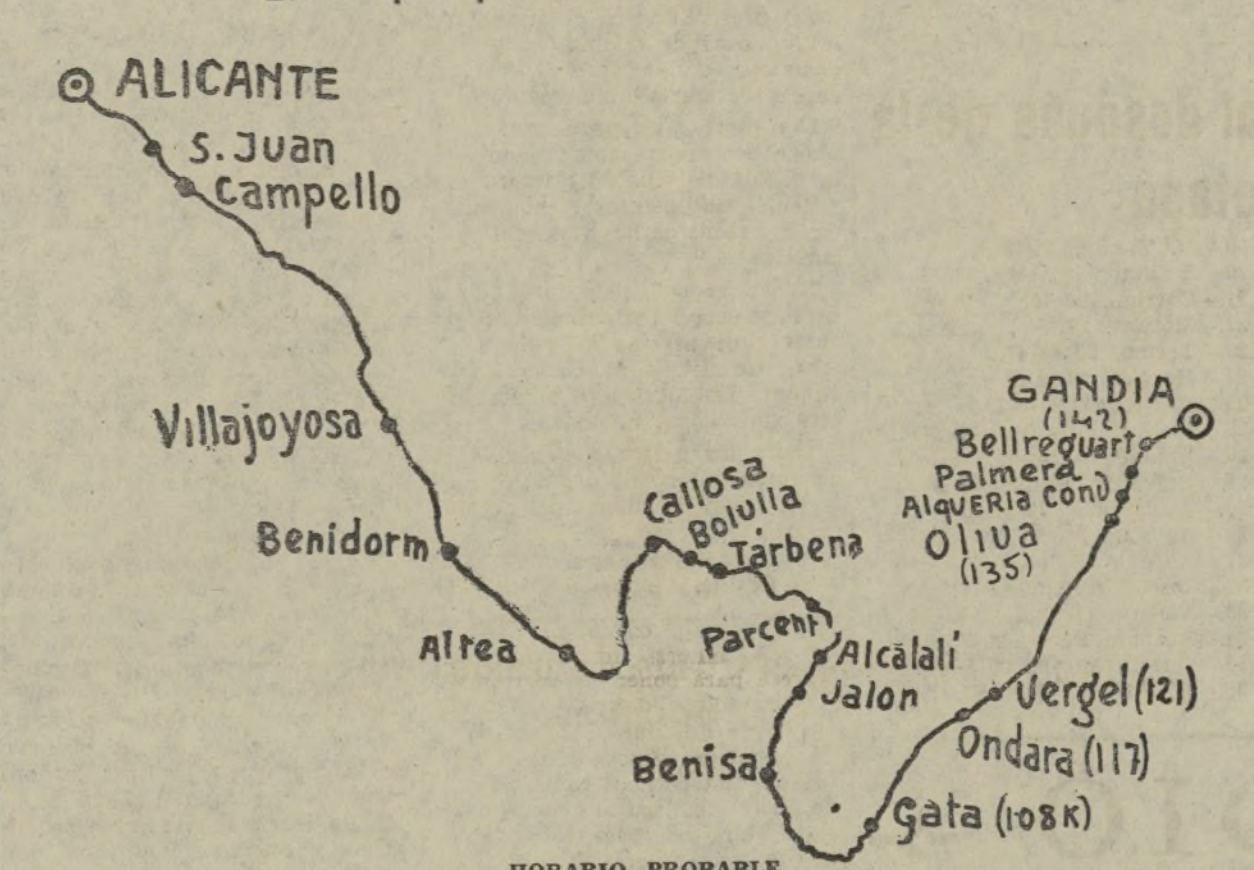 ALICANTE
S. Juan
Campello
Villajoyosa
Benidorm
Altea
Callosa
Bolulla
Tárbena
Parcent
Alcalalí
Jalon
Benisa
Gata (108K)
Ondara (117)
Vergel (121)
Oliva
(135)
ALQUERIA Cond
Palmera
Bellreguart
GANDIA
(142)
HORARIO PROBABLE